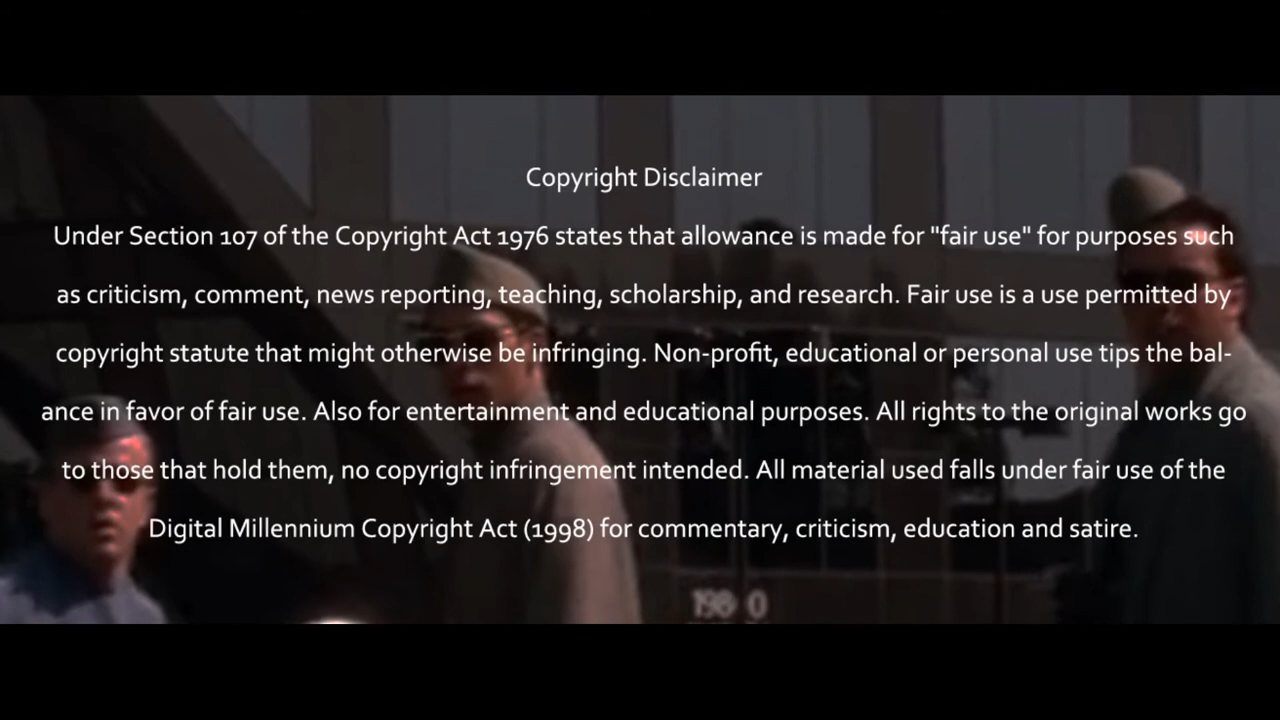 Copyright Disclaimer
Under Section 107 of the Copyright Act 1976 states that allowance is made for "fair use" for purposes such
as criticism, comment, news reporting, teaching, scholarship, and research. Fair use is a use permitted by
copyright statute that might otherwise be infringing. Non-profit, educational or personal use tips the bal-
ance in favor of fair use. Also for entertainment and educational purposes. All rights to the original works go
to those that hold them, no copyright infringement intended. All material used falls under fair use of the
Digital Millennium Copyright Act (1998) for commentary, criticism, education and satire.